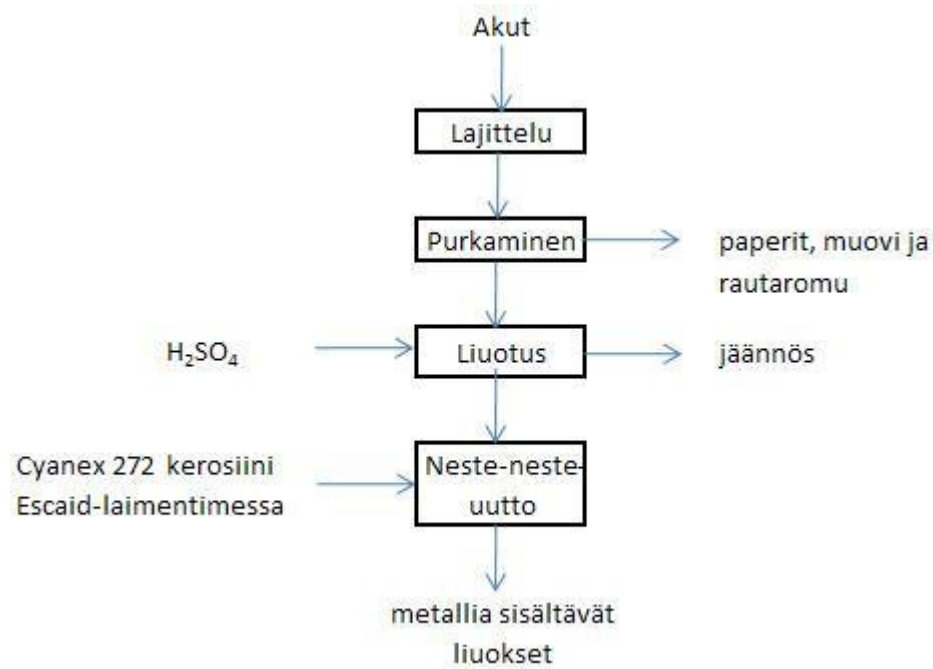 Akut
Lajittelu
Purkaminen
paperit, muovi ja
rautaromu
H₂SO₄
Liuotus
jäännös
Cyanex 272 kerosiini
Escaid-laimentimessa
Neste-neste-
uutto
metallia sisältävät
liuokset